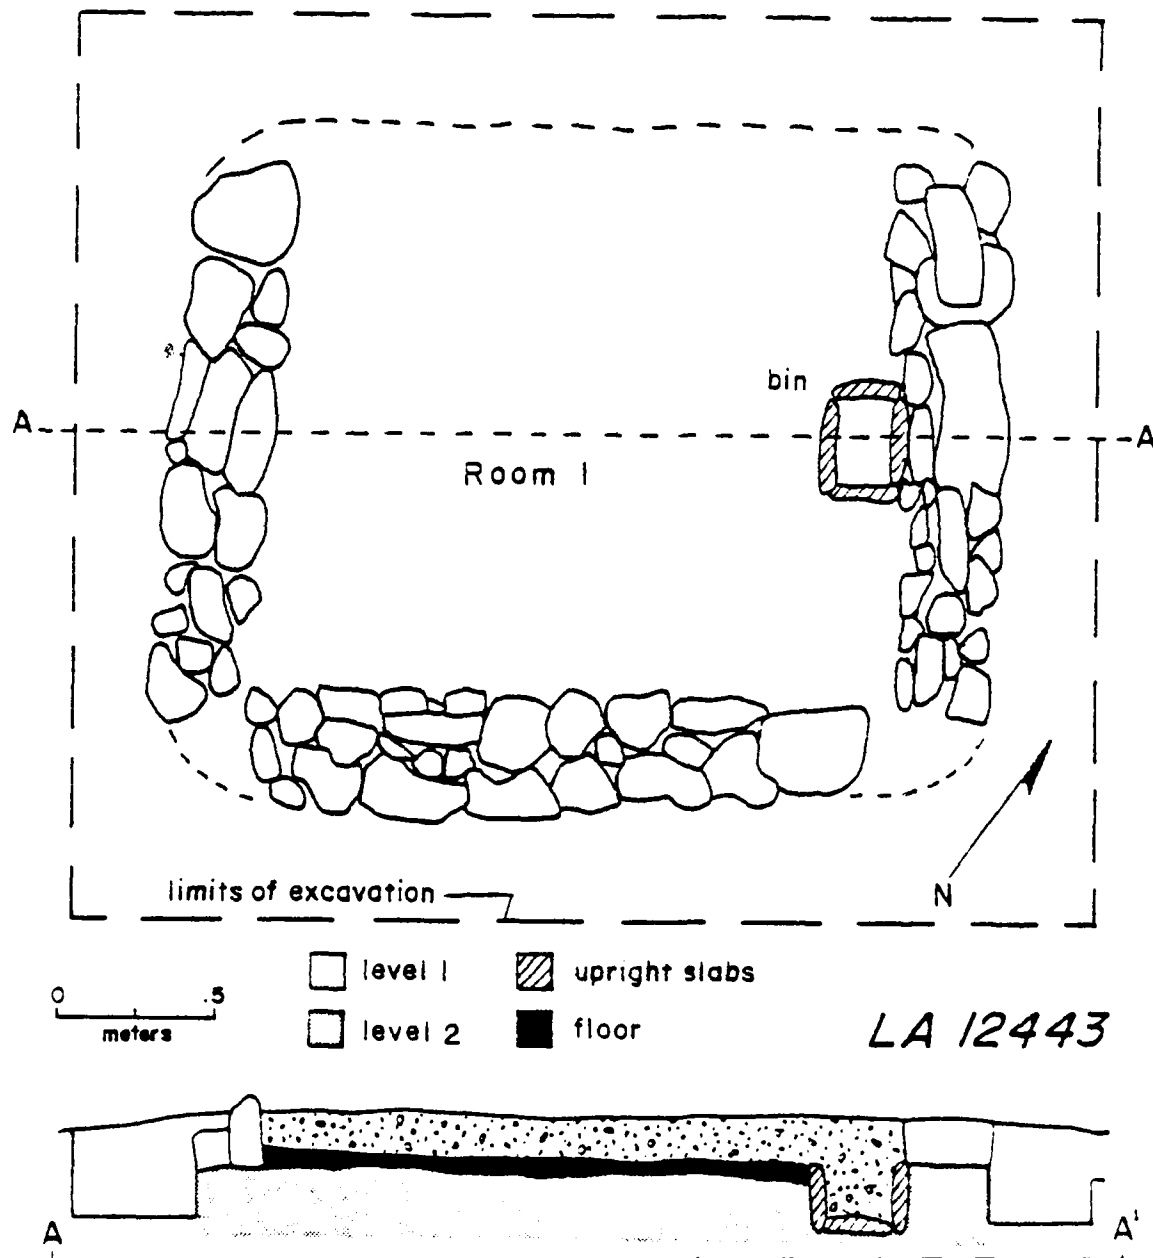 bin
A
A
Room 1
limits of excavation
N
level 1
upright slabs
0 .5
meters
level 2
floor
LA 12443
A
A'